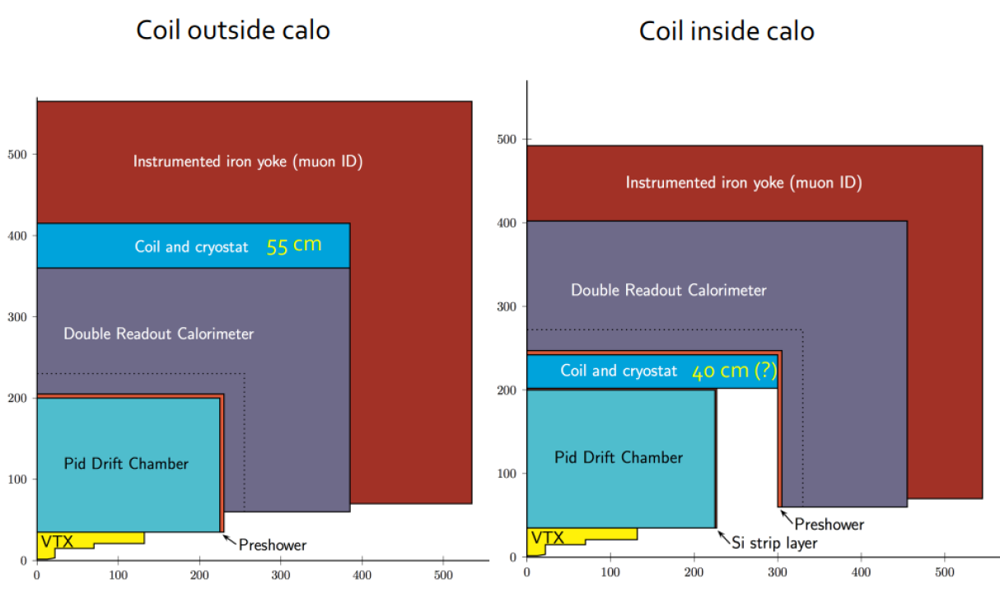 Coil outside calo
Coil inside calo
500
400
300
200
100
0
Instrumented iron yoke (muon ID)
Coil and cryostat 55 cm
Double Readout Calorimeter
Pid Drift Chamber
VTX
Preshower
0 100 200 300 400 500
500
400
300
200
100
0
Instrumented iron yoke (muon ID)
Double Readout Calorimeter
Coil and cryostat 40 cm (?)
Pid Drift Chamber
VTX
Preshower
Si strip layer
0 100 200 300 400 500